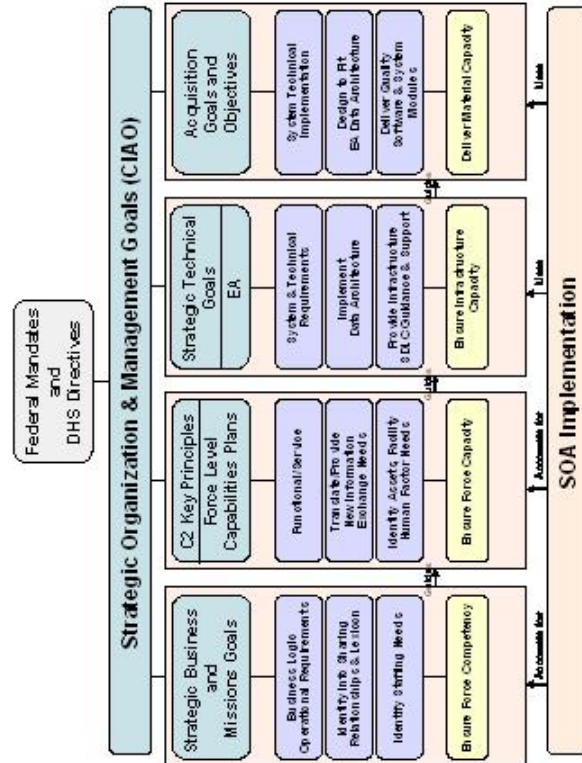 Federal Mandates
and
DHS Directives
Strategic Organization & Management Goals (CIAO)
Strategic Business
and
Missions Goals
Business Logic
Operational Requirements
Identify Info Sharing
Relationships & Lexicon
Identify Staffing Needs
Ensure Force Competency
Accounts for
Guides
C2 Key Principles
Force Level
Capabilities Plans
Functional/Service
Translate/Provide
New Information
Exchange Needs
Identify Assets Facility
Human Factor Needs
Ensure Force Capacity
Accounts for
Guides
Strategic Technical
Goals
EA
System & Technical
Requirements
Implement
Data Architecture
Provide Infrastructure
SDLC Guidance & Support
Ensure Infrastructure
Capacity
Uses
Guides
Acquisition
Goals and
Objectives
System Technical
Implementation
Design to Fit
EA Data Architecture
Deliver Quality
Software & System
Modules
Deliver Material Capacity
Uses
SOA Implementation